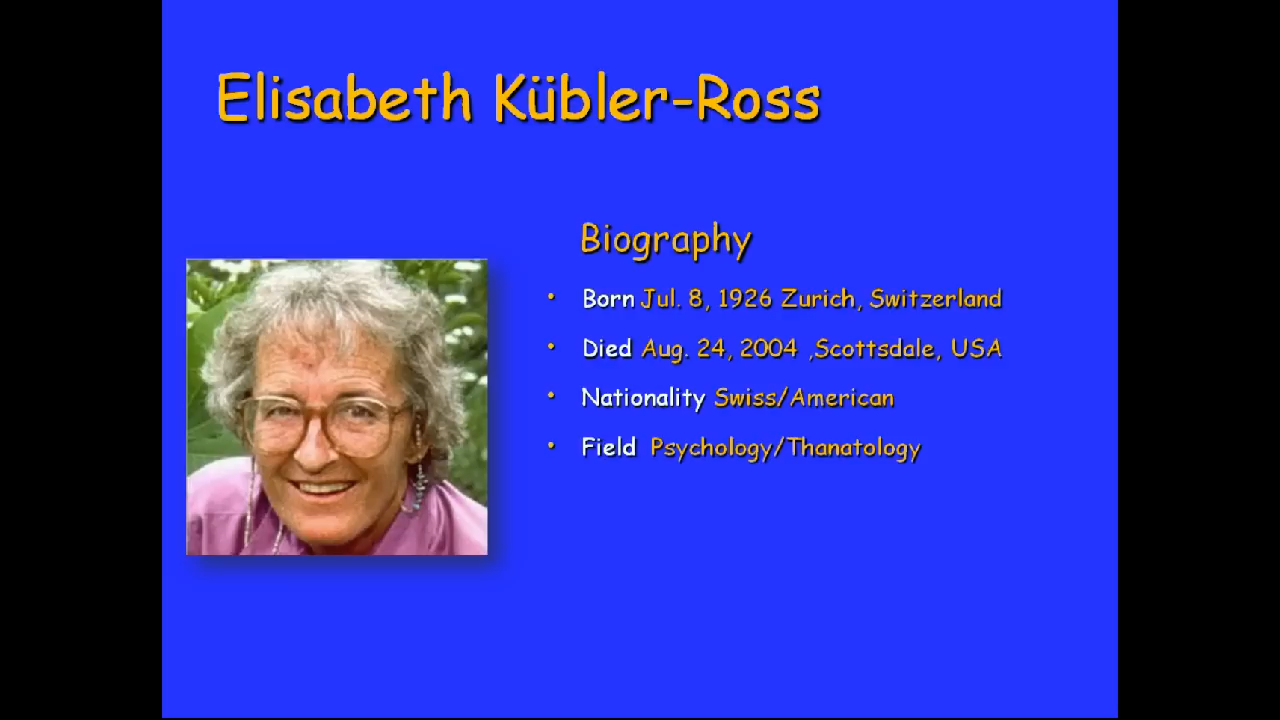 Elisabeth Kübler-Ross
Biography
• Born Jul. 8, 1926 Zurich, Switzerland
• Died Aug. 24, 2004 ,Scottsdale, USA
• Nationality Swiss/American
• Field Psychology/Thanatology